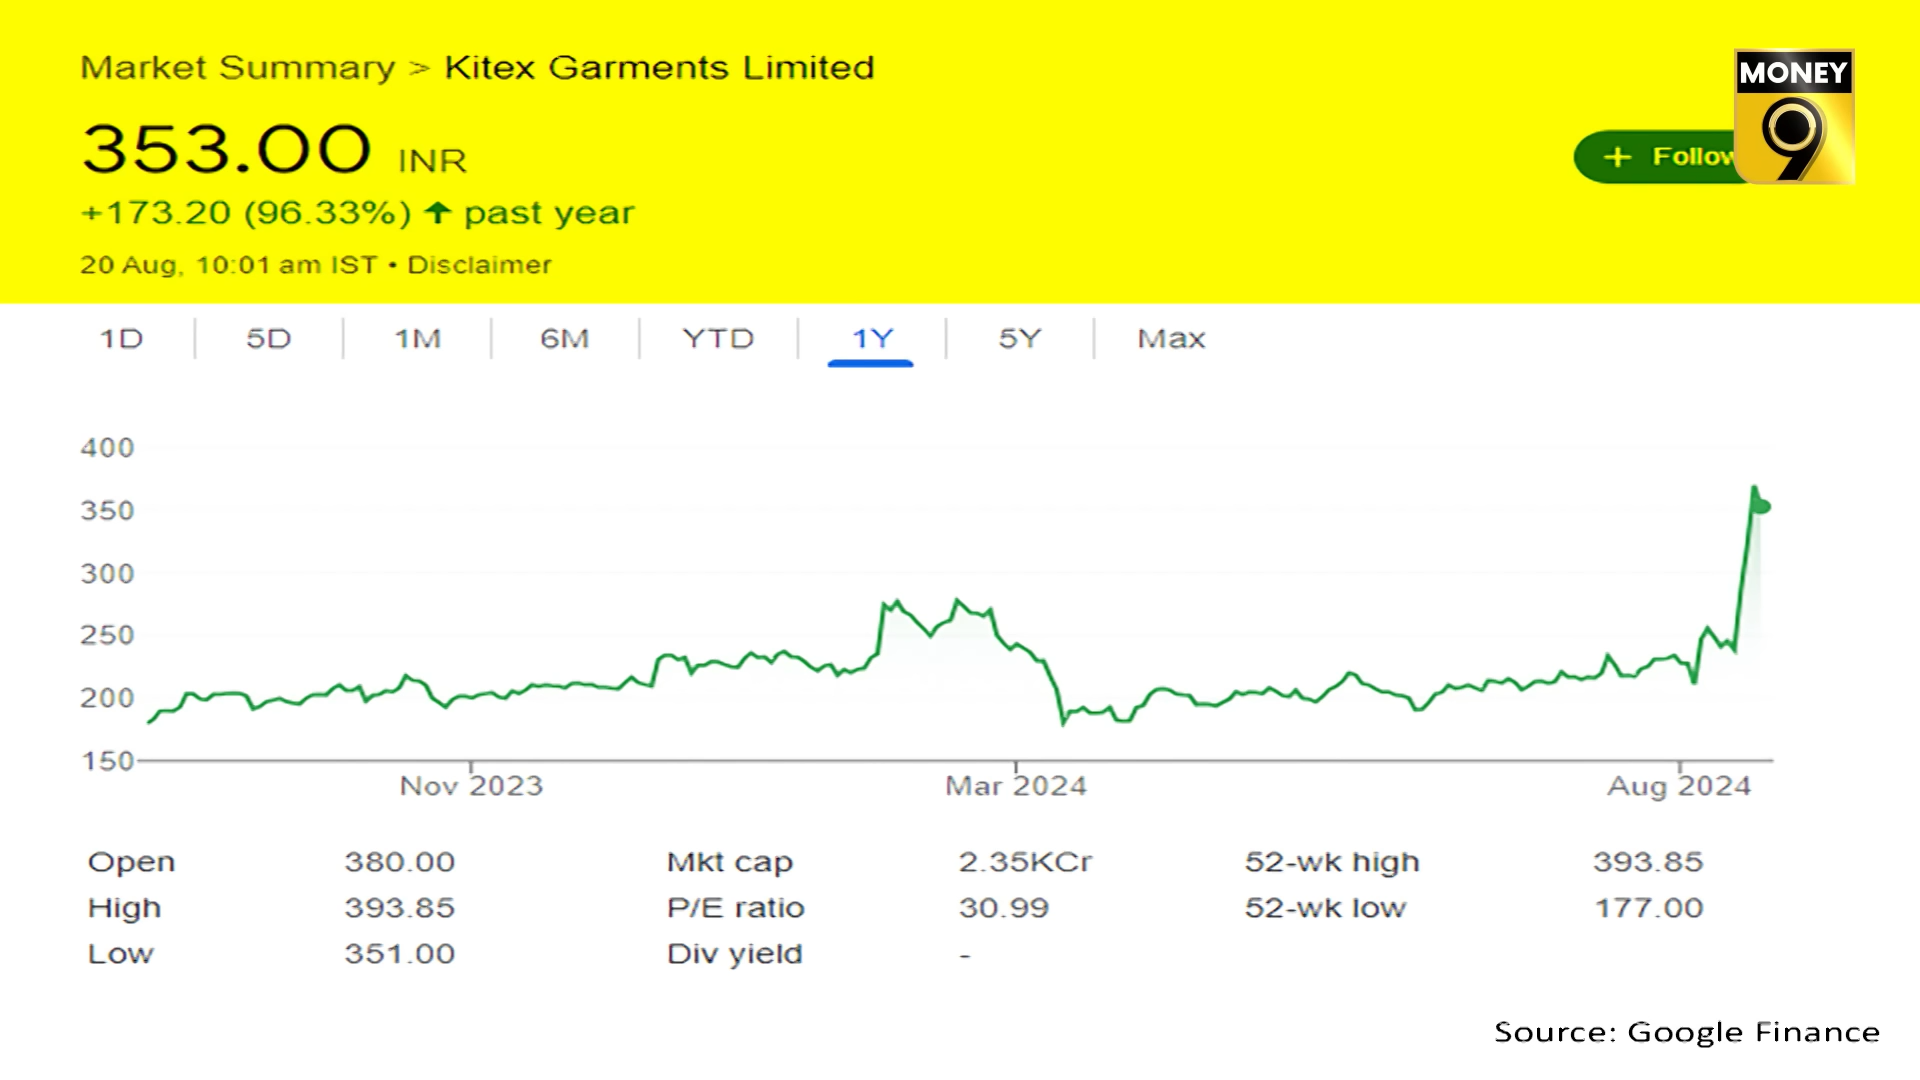 Market Summary > Kitex Garments Limited
MONEY
9
353.00 INR
+ Follow
+173.20 (96.33%) ↑ past year
20 Aug, 10:01 am IST • Disclaimer
1D 5D 1M 6M YTD 1Y 5Y Max
400
350
300
250
200
150
Nov 2023 Mar 2024 Aug 2024
Open 380.00 Mkt cap 2.35KCr 52-wk high 393.85
High 393.85 P/E ratio 30.99 52-wk low 177.00
Low 351.00 Div yield -
Source: Google Finance